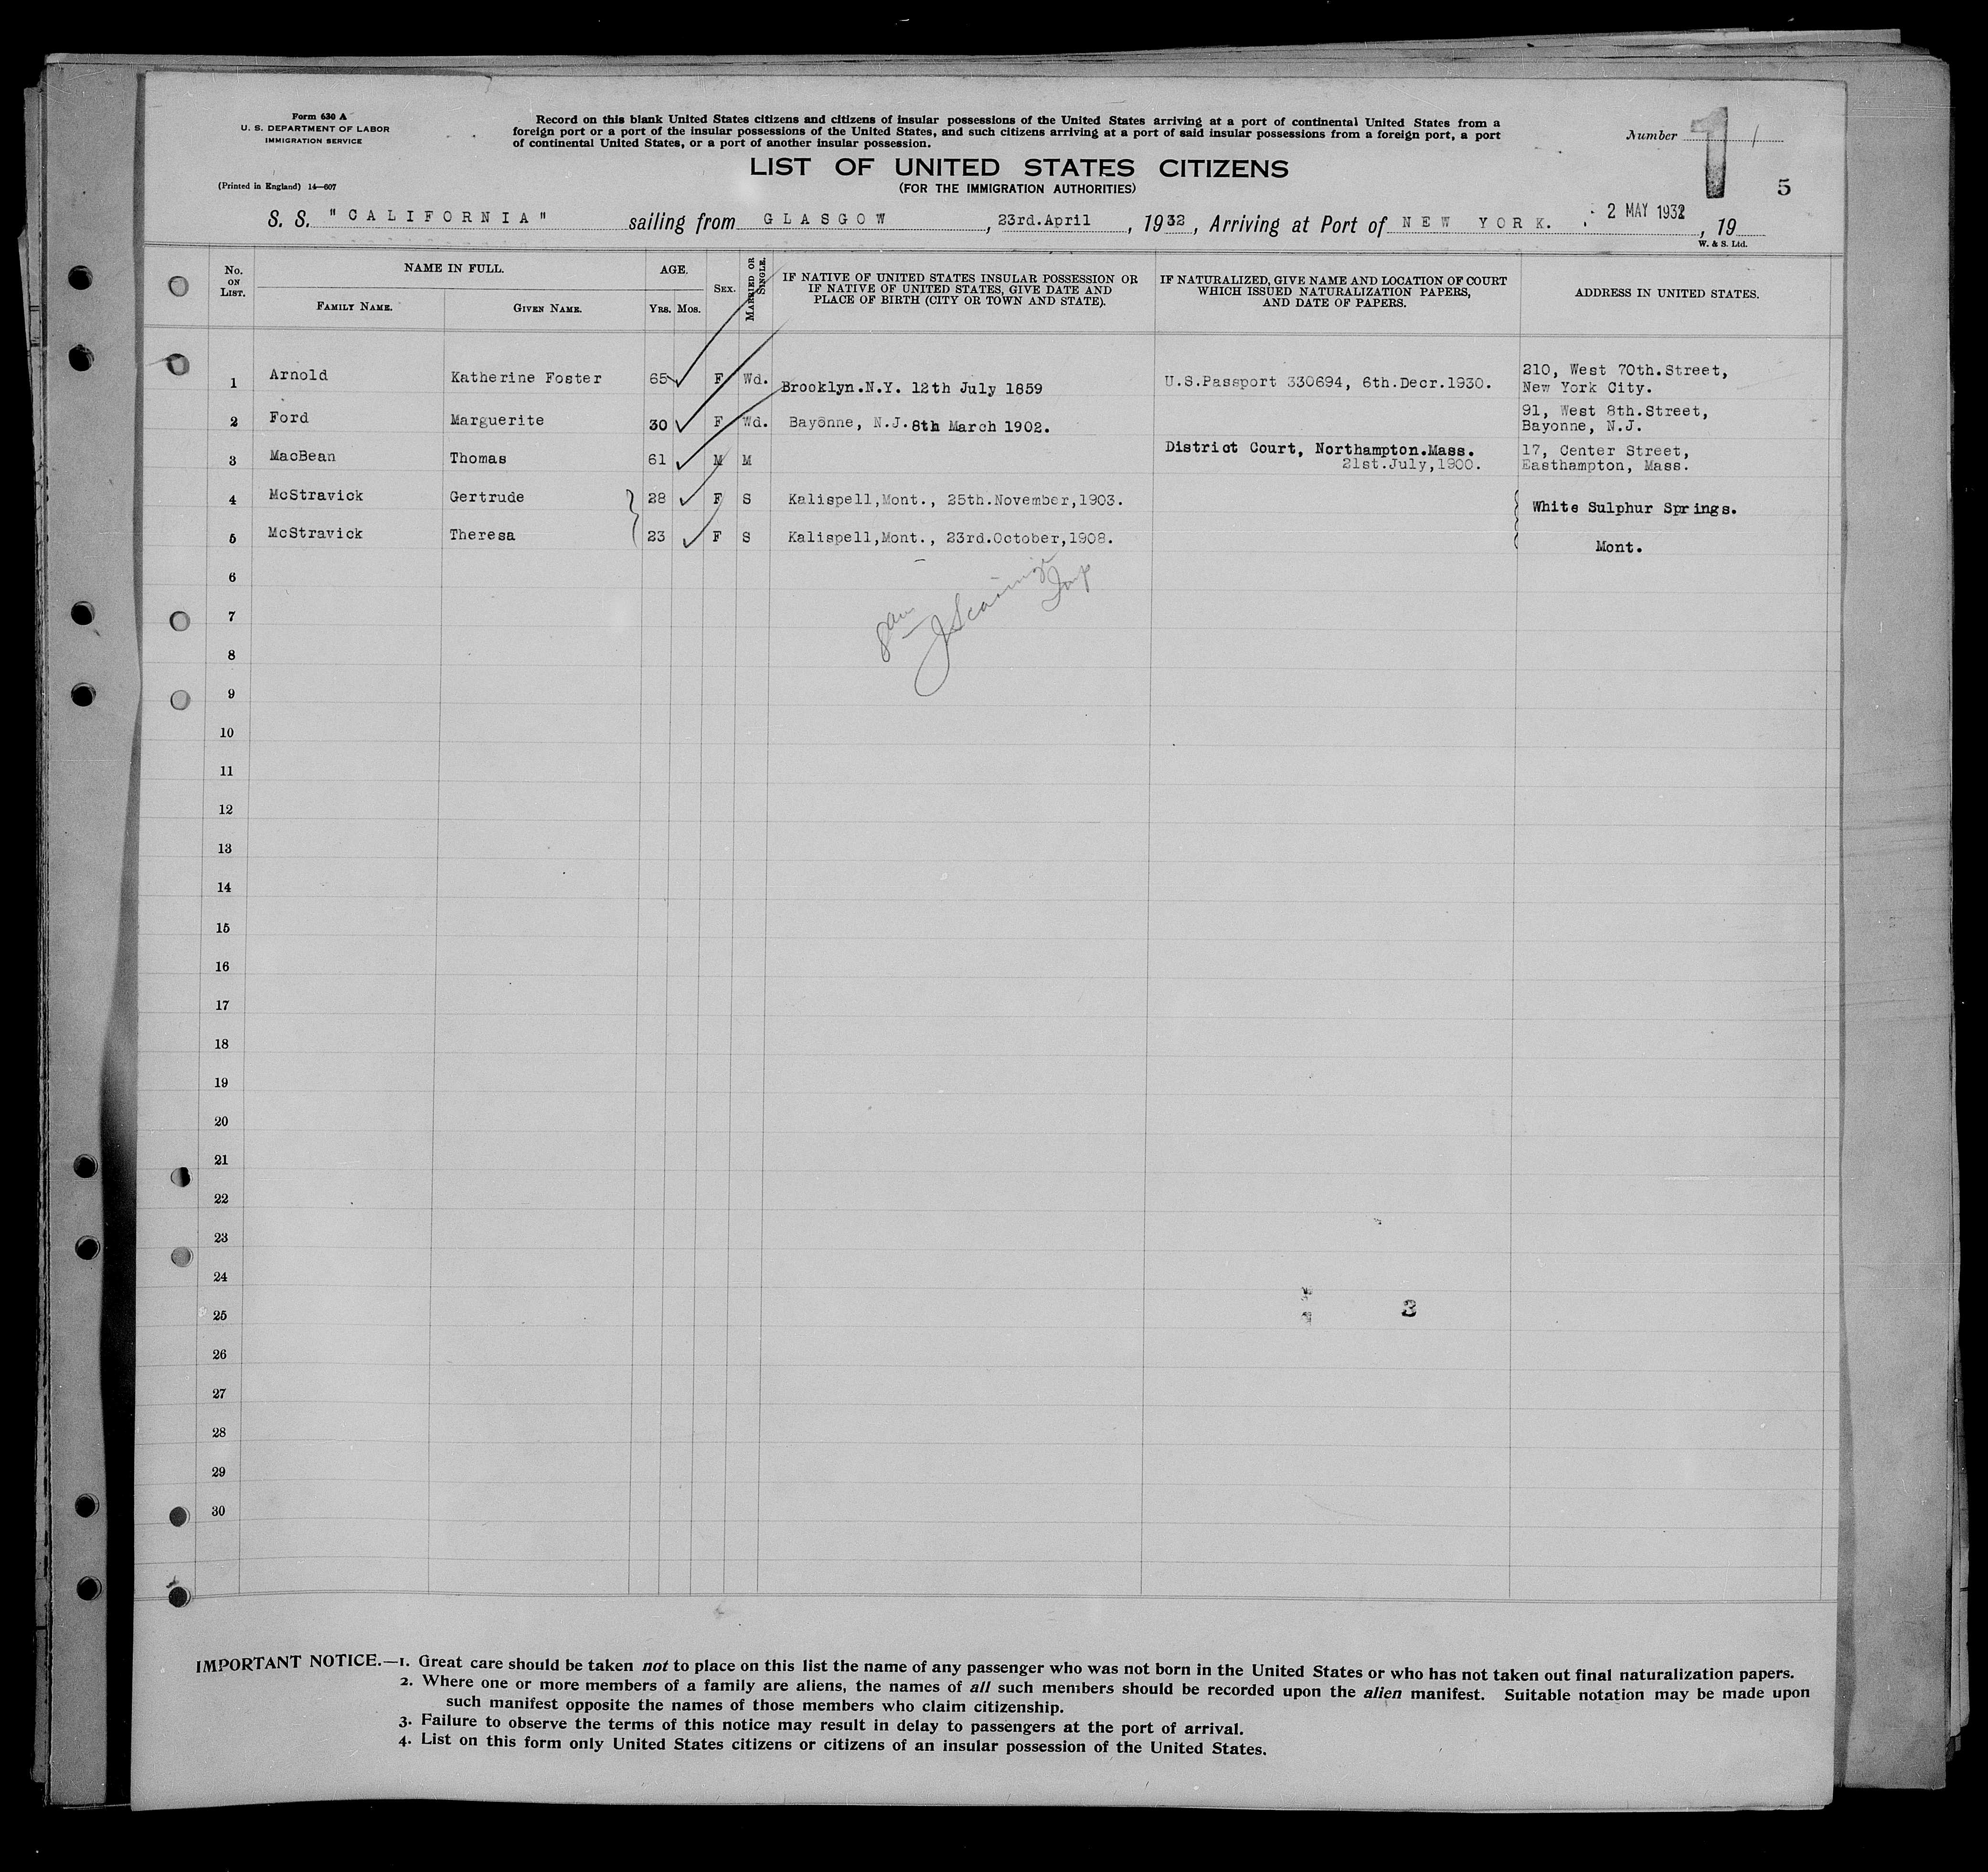 Form 630 A
U. S. DEPARTMENT OF LABOR
IMMIGRATION SERVICE
(Printed in England) 14—607
Record on this blank United States citizens and citizens of insular possessions of the United States arriving at a port of continental United States from a
foreign port or a port of the insular possessions of the United States, and such citizens arriving at a port of said insular possessions from a foreign port, a port
of continental United States, or a port of another insular possession.
Number 1
5
LIST OF UNITED STATES CITIZENS
(FOR THE IMMIGRATION AUTHORITIES)
S. S. "CALIFORNIA" sailing from GLASGOW, 23rd.April, 1932, Arriving at Port of NEW YORK. 2 MAY 1932, 19
W. & S. Ltd.
No. ON LIST. NAME IN FULL. AGE. SEX. MARRIED OR SINGLE. IF NATIVE OF UNITED STATES INSULAR POSSESSION OR IF NATIVE OF UNITED STATES, GIVE DATE AND PLACE OF BIRTH (CITY OR TOWN AND STATE). IF NATURALIZED, GIVE NAME AND LOCATION OF COURT WHICH ISSUED NATURALIZATION PAPERS, AND DATE OF PAPERS. ADDRESS IN UNITED STATES.
FAMILY NAME. GIVEN NAME. YRS. MOS.
1 Arnold Katherine Foster 65 F Wd. Brooklyn.N.Y. 12th July 1859 U.S.Passport 330694, 6th.Decr.1930. 210, West 70th.Street,
New York City.
2 Ford Marguerite 30 F Wd. Bayonne, N.J. 8th March 1902. 91, West 8th.Street,
Bayonne, N.J.
3 MacBean Thomas 61 M M District Court, Northampton.Mass. 17, Center Street,
21st.July,1900. Easthampton, Mass.
4 McStravick Gertrude 28 F S Kalispell,Mont., 25th.November,1903. White Sulphur Springs.
5 McStravick Theresa 23 F S Kalispell,Mont., 23rd.October,1908. Mont.
6
7
8
9
10
11
12
13
14
15
16
17
18
19
20
21
22
23
24
25
3
26
27
28
29
30
IMPORTANT NOTICE.—1. Great care should be taken not to place on this list the name of any passenger who was not born in the United States or who has not taken out final naturalization papers.
2. Where one or more members of a family are aliens, the names of all such members should be recorded upon the alien manifest. Suitable notation may be made upon
such manifest opposite the names of those members who claim citizenship.
3. Failure to observe the terms of this notice may result in delay to passengers at the port of arrival.
4. List on this form only United States citizens or citizens of an insular possession of the United States.